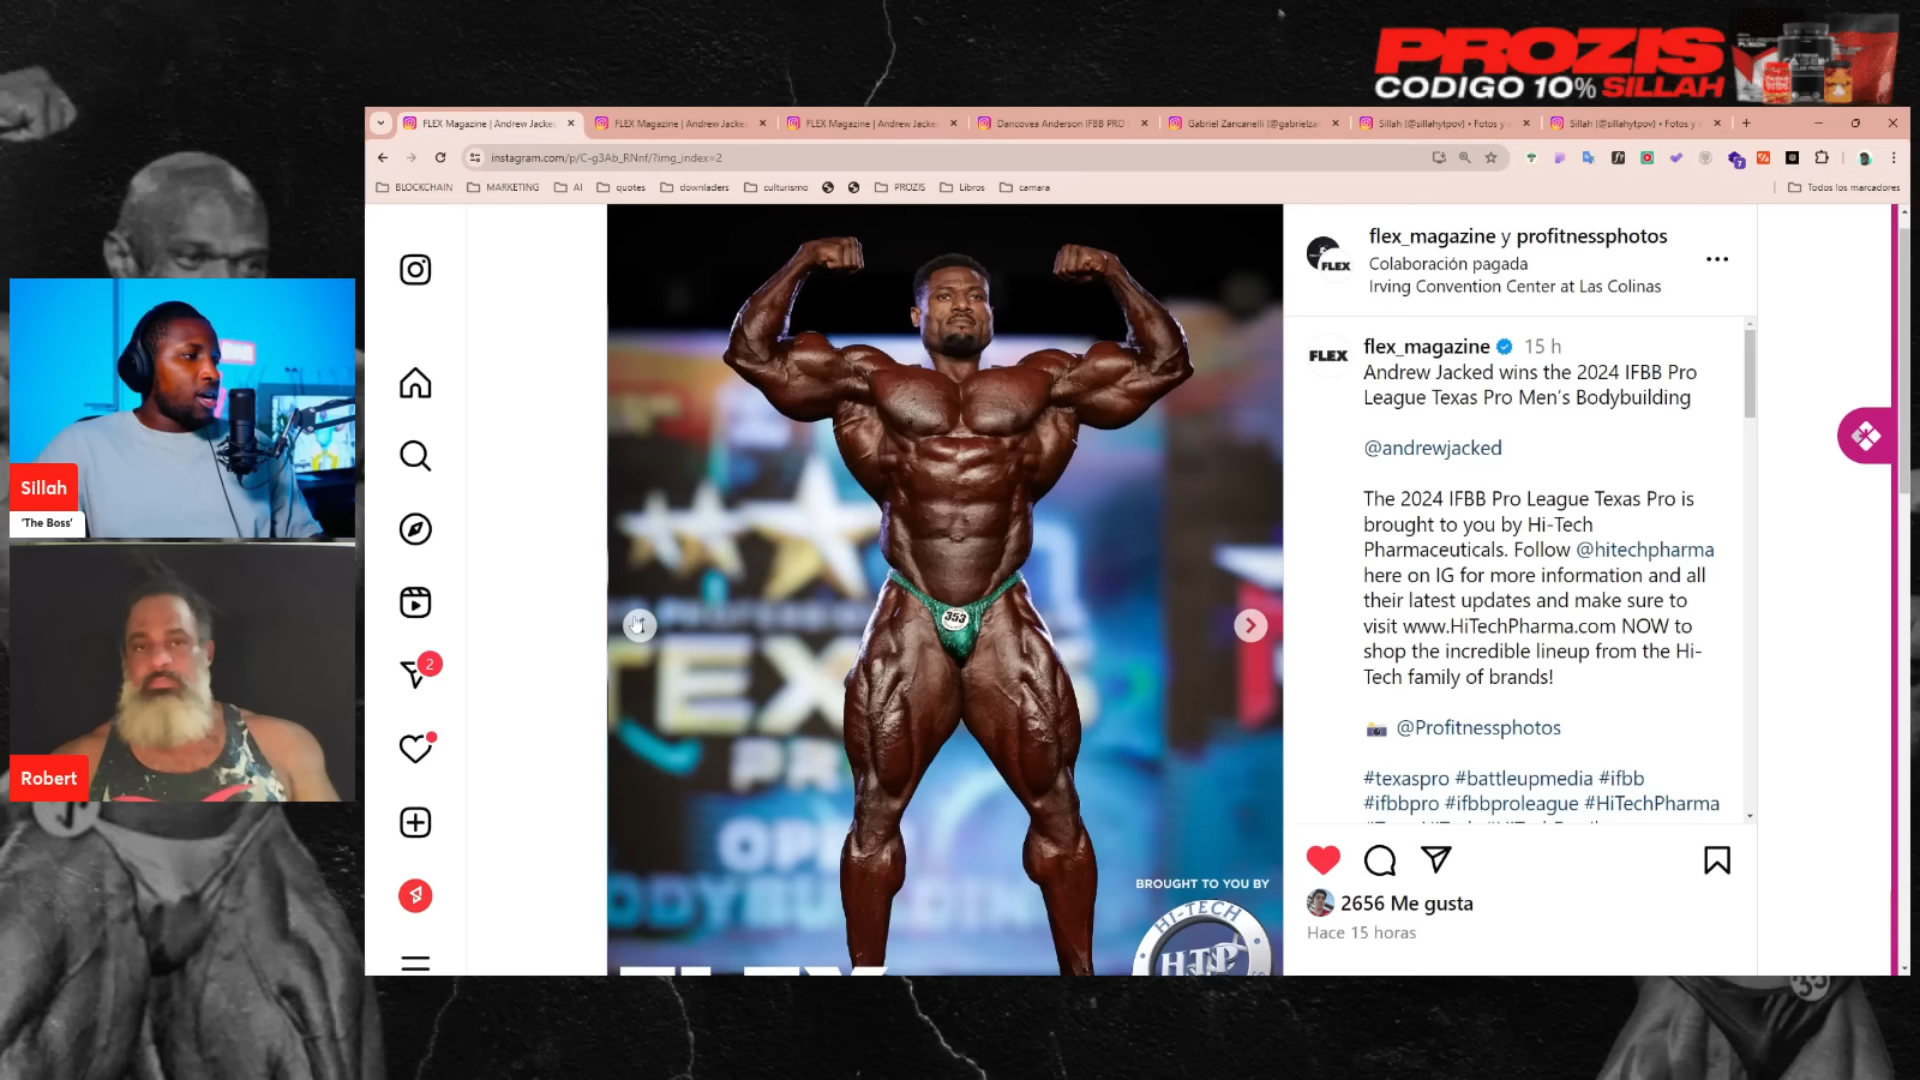 PROZIS
CODIGO 10% SILLAH
FLEX Magazine | Andrew Jacke
FLEX Magazine | Andrew Jacke
FLEX Magazine | Andrew Jacke
Dancovea Anderson IFBB PRO
Gabriel Zancanelli (@gabrielza
Sillah (@sillahytpov) • Fotos y
Sillah (@sillahytpov) • Fotos y
instagram.com/p/C-g3Ab_RNnf/?img_index=2
BLOCKCHAIN
MARKETING
AI
quotes
downladers
culturismo
PROZIS
Libros
camara
Todos los marcadores
flex_magazine y profitnessphotos
Colaboración pagada
Irving Convention Center at Las Colinas
FLEX
FLEX
flex_magazine 15 h
Andrew Jacked wins the 2024 IFBB Pro
League Texas Pro Men's Bodybuilding
@andrewjacked
The 2024 IFBB Pro League Texas Pro is
brought to you by Hi-Tech
Pharmaceuticals. Follow @hitechpharma
here on IG for more information and all
their latest updates and make sure to
visit www.HiTechPharma.com NOW to
shop the incredible lineup from the Hi-
Tech family of brands!
@Profitnessphotos
#texaspro #battleupmedia #ifbb
#ifbbpro #ifbbproleague #HiTechPharma
2656 Me gusta
Hace 15 horas
2
7
353
BROUGHT TO YOU BY
HI-TECH
HTP
Sillah
'The Boss'
Robert